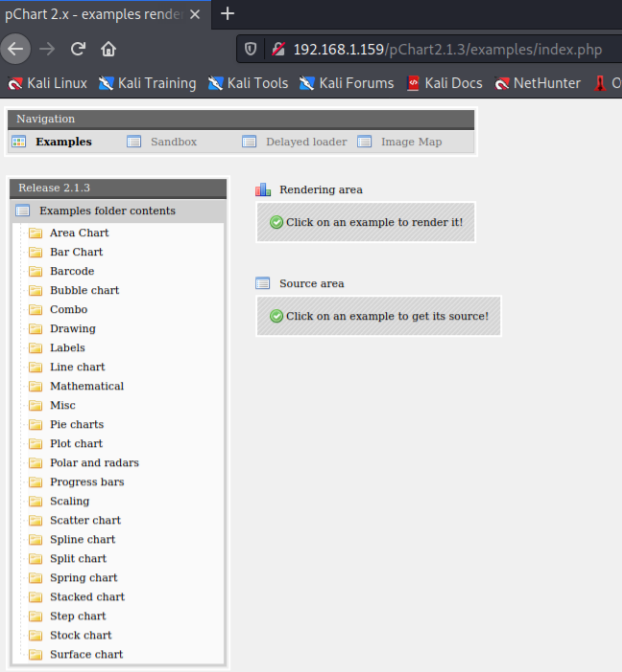 pChart 2.x - examples rende
192.168.1.159/pChart2.1.3/examples/index.php
Kali Linux Kali Training Kali Tools Kali Forums Kali Docs NetHunter O
Navigation
Examples Sandbox Delayed loader Image Map
Release 2.1.3
Examples folder contents
Area Chart
Bar Chart
Barcode
Bubble chart
Combo
Drawing
Labels
Line chart
Mathematical
Misc
Pie charts
Plot chart
Polar and radars
Progress bars
Scaling
Scatter chart
Spline chart
Split chart
Spring chart
Stacked chart
Step chart
Stock chart
Surface chart
Rendering area
Click on an example to render it!
Source area
Click on an example to get its source!